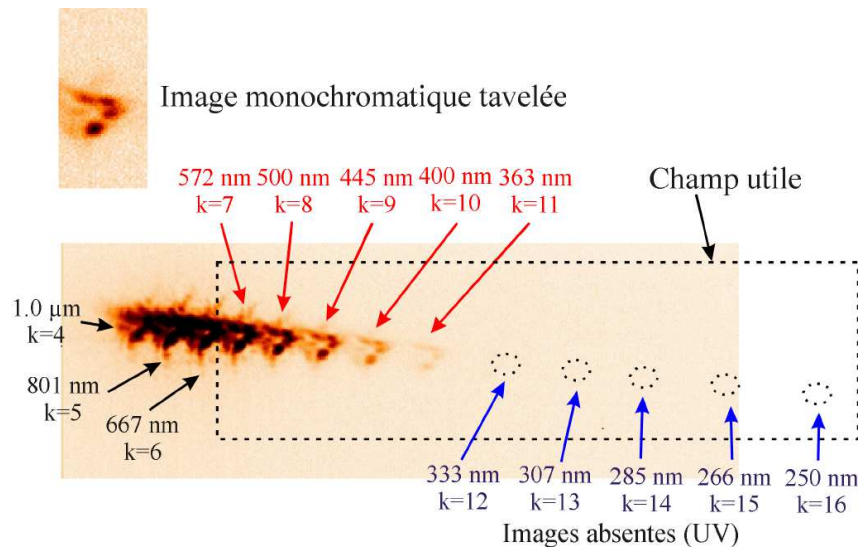 Image monochromatique tavelée
572 nm 500 nm 445 nm 400 nm 363 nm
k=7 k=8 k=9 k=10 k=11
Champ utile
1.0 µm
k=4
801 nm
k=5
667 nm
k=6
333 nm 307 nm 285 nm 266 nm 250 nm
k=12 k=13 k=14 k=15 k=16
Images absentes (UV)